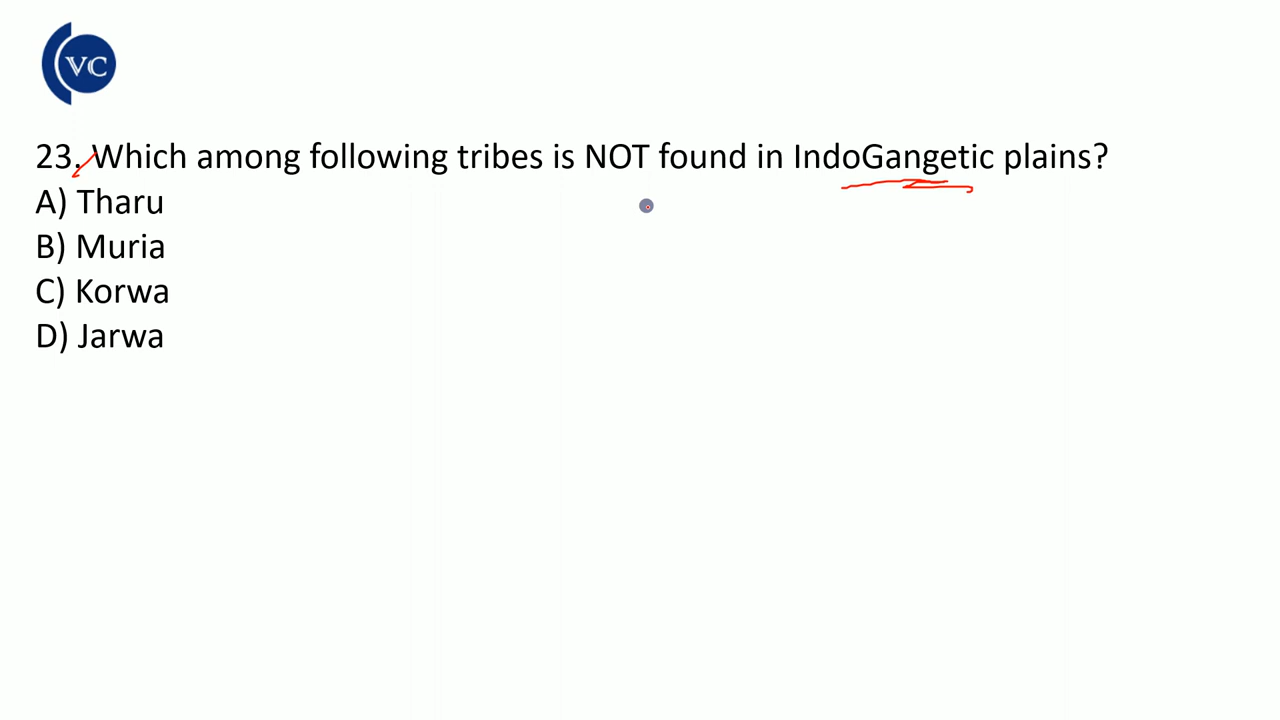 VC
23. Which among following tribes is NOT found in IndoGangetic plains?
A) Tharu
B) Muria
C) Korwa
D) Jarwa